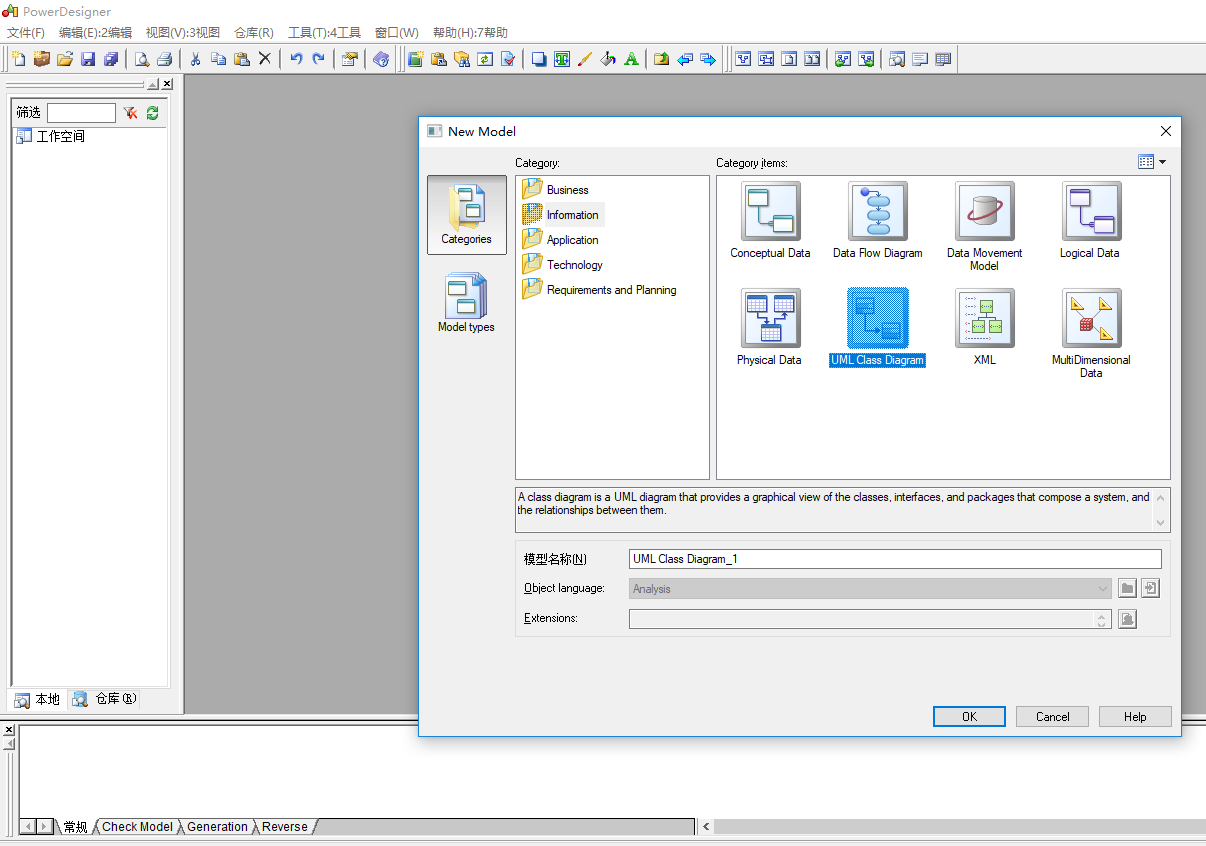 PowerDesigner
文件(F) 编辑(E):2编辑 视图(V):3视图 仓库(R) 工具(T):4工具 窗口(W) 帮助(H):7帮助
筛选
工作空间
本地 仓库(R)
New Model
Category:
Category items:
Categories
Model types
Business
Information
Application
Technology
Requirements and Planning
Conceptual Data
Data Flow Diagram
Data Movement
Model
Logical Data
Physical Data
UML Class Diagram
XML
MultiDimensional
Data
A class diagram is a UML diagram that provides a graphical view of the classes, interfaces, and packages that compose a system, and
the relationships between them.
模型名称(N) UML Class Diagram_1
Object language: Analysis
Extensions:
OK Cancel Help
常规 Check Model Generation Reverse